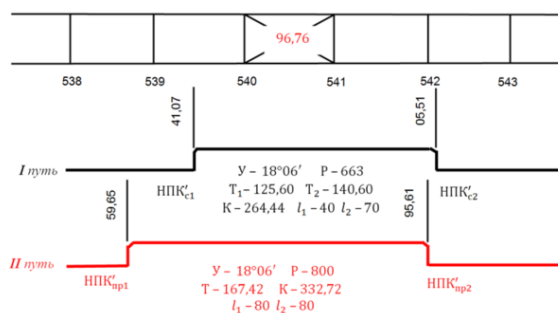 96,76
538 539 540 541 542 543
41,07
05,51
I путь
НПК′с1
У – 18°06′ Р – 663
Т₁ – 125,60 Т₂ – 140,60
К – 264,44 l₁ – 40 l₂ – 70
НПК′с2
59,65
95,61
II путь
НПК′пр1
У – 18°06′ Р – 800
Т – 167,42 К – 332,72
l₁ – 80 l₂ – 80
НПК′пр2